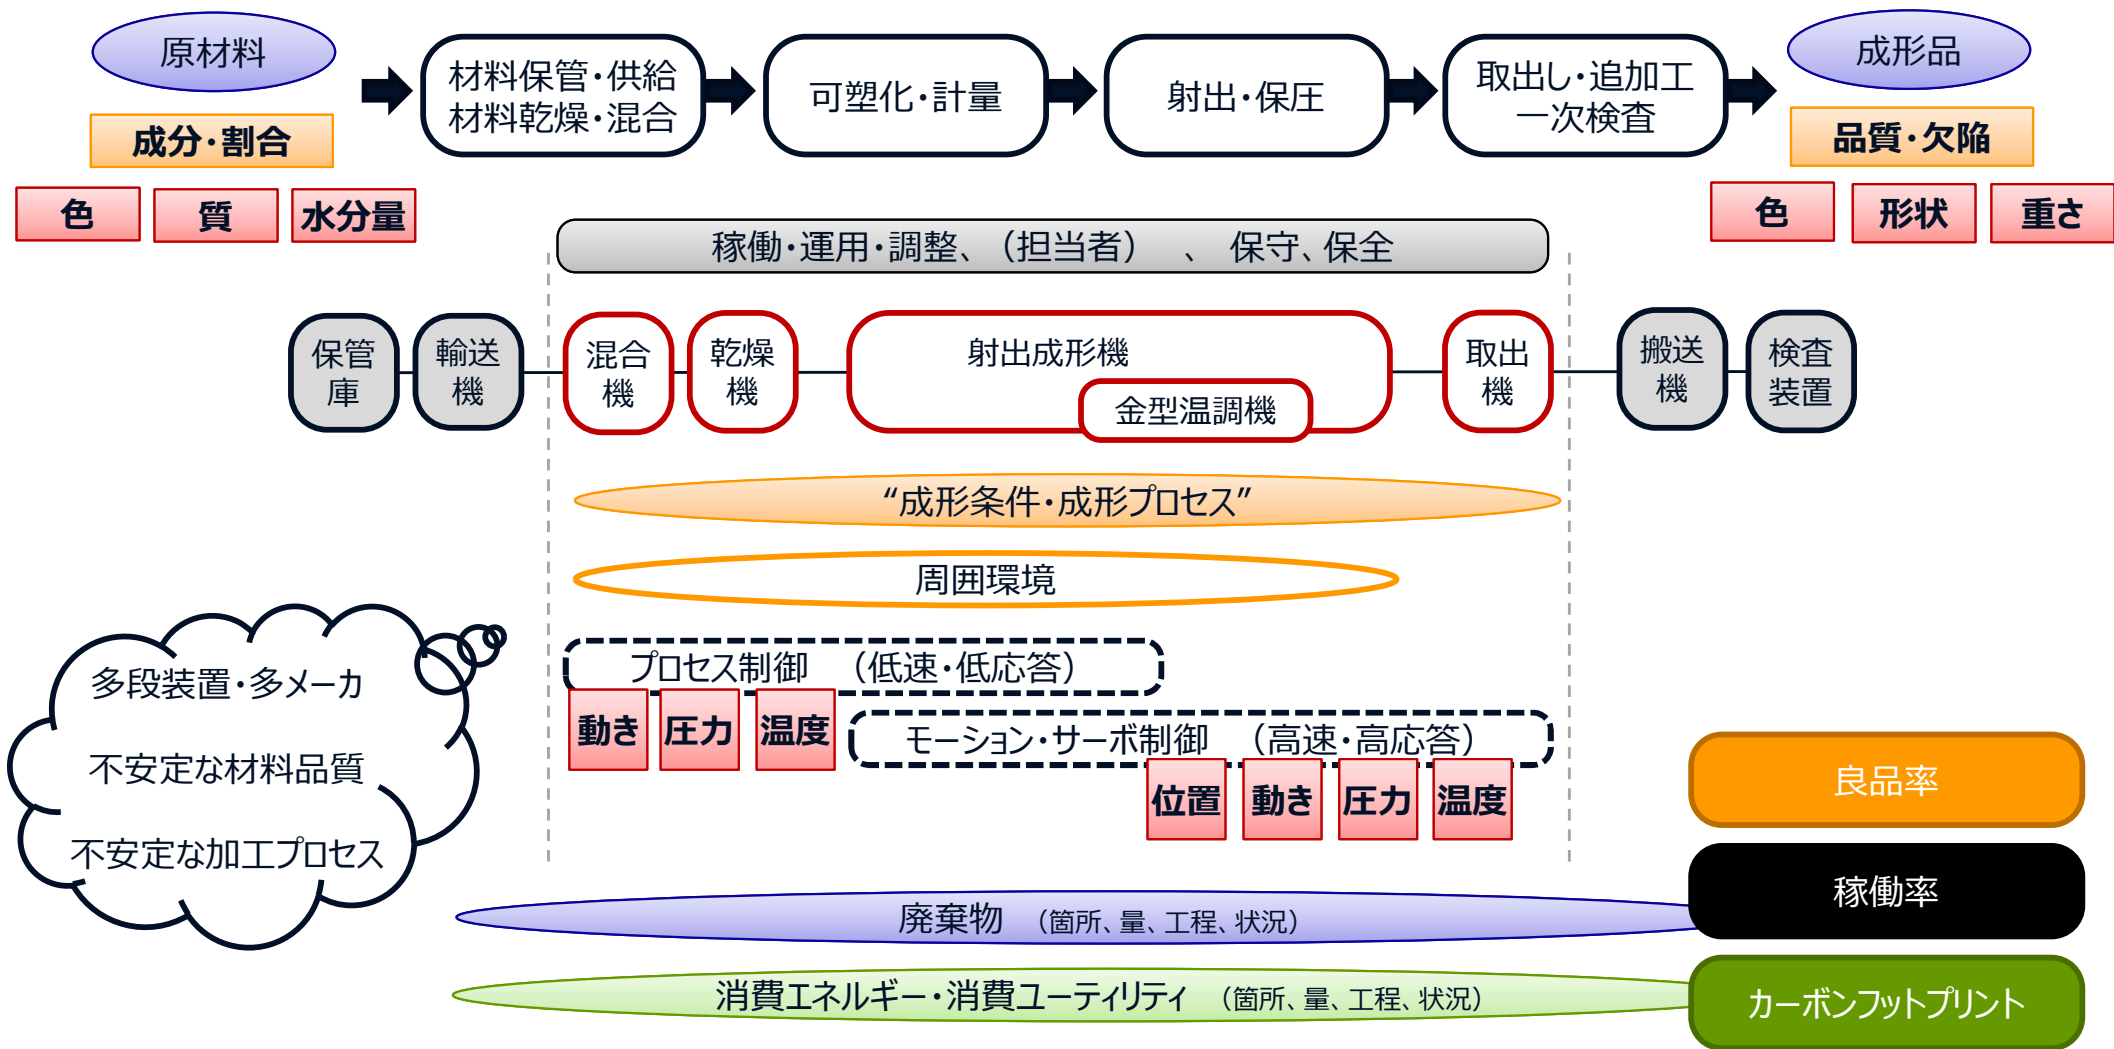 原材料
材料保管・供給
材料乾燥・混合
可塑化・計量
射出・保圧
取出し・追加工
一次検査
成形品
成分・割合
品質・欠陥
色
質
水分量
色
形状
重さ
稼働・運用・調整、（担当者）　、　保守、保全
保管
庫
輸送
機
混合
機
乾燥
機
射出成形機
金型温調機
取出
機
搬送
機
検査
装置
“成形条件・成形プロセス”
周囲環境
プロセス制御　（低速・低応答）
動き
圧力
温度
モーション・サーボ制御　（高速・高応答）
位置
動き
圧力
温度
多段装置・多メーカ
不安定な材料品質
不安定な加工プロセス
良品率
稼働率
カーボンフットプリント
廃棄物　（箇所、量、工程、状況）
消費エネルギー・消費ユーティリティ　（箇所、量、工程、状況）